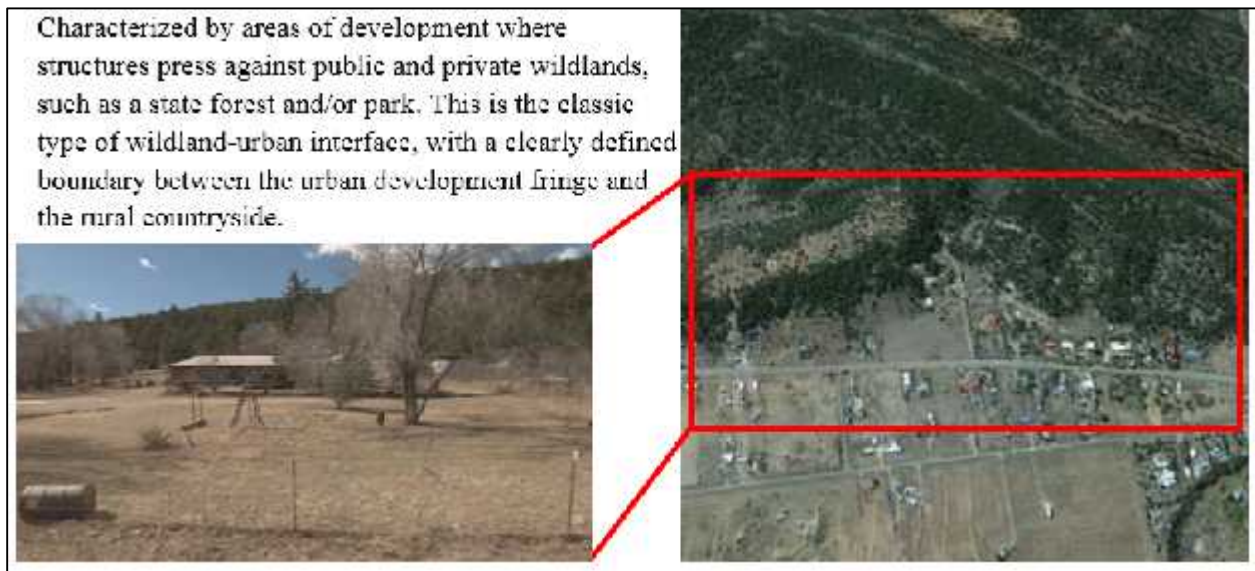 Characterized by areas of development where
structures press against public and private wildlands,
such as a state forest and/or park. This is the classic
type of wildland-urban interface, with a clearly defined
boundary between the urban development fringe and
the rural countryside.